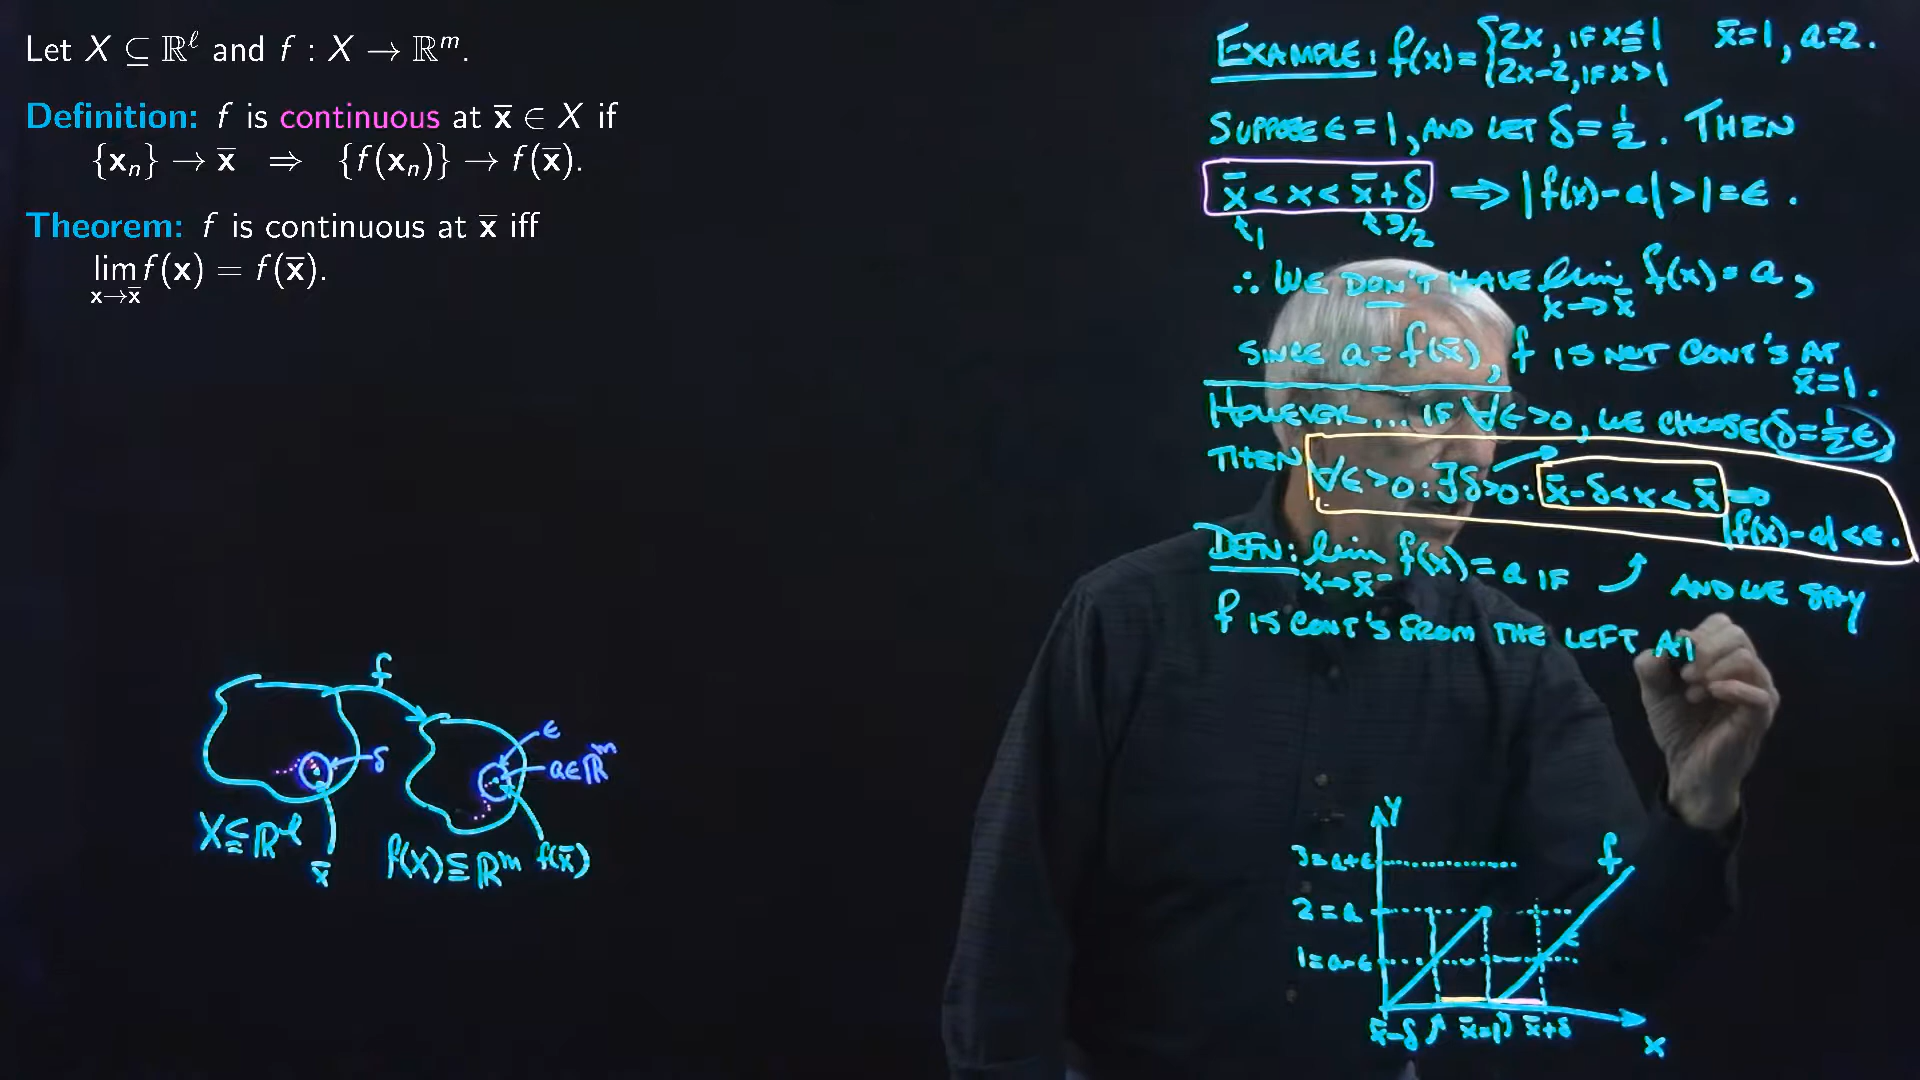 Let X ⊆ ℝ^ℓ and f : X → ℝ^m.
Definition: f is continuous at x̄ ∈ X if
{x_n} → x̄ ⇒ {f(x_n)} → f(x̄).
Theorem: f is continuous at x̄ iff
lim f(x) = f(x̄).
x→x̄
EXAMPLE: f(x) = { 2x, IF x ≤ 1 x̄=1, a=2.
2x-2, IF x > 1
SUPPOSE ε = 1, AND LET δ = 1/2. THEN
x̄ < x < x̄ + δ ⟹ |f(x) - a| > 1 = ε.
1 3/2
∴ WE DON'T HAVE lim f(x) = a,
x→x̄
SINCE a = f(x̄), f IS NOT CONT'S AT
x̄=1.
HOWEVER... IF ∀ε>0, WE CHOOSE δ=½ε,
THEN ∀ε>0: ∃δ>0: x̄-δ<x<x̄ ⟹
|f(x)-a|<ε.
DEFN: lim f(x) = a IF AND WE SAY
x→x̄⁻
f IS CONT'S FROM THE LEFT AT
f
δ
ε
a∈ℝ^m
X ⊆ ℝ^ℓ
x̄
f(X) ⊆ ℝ^m
f(x̄)
Y
3=a+ε
f
2=a
1=a-ε
x̄-δ x̄=1 x̄+δ
x